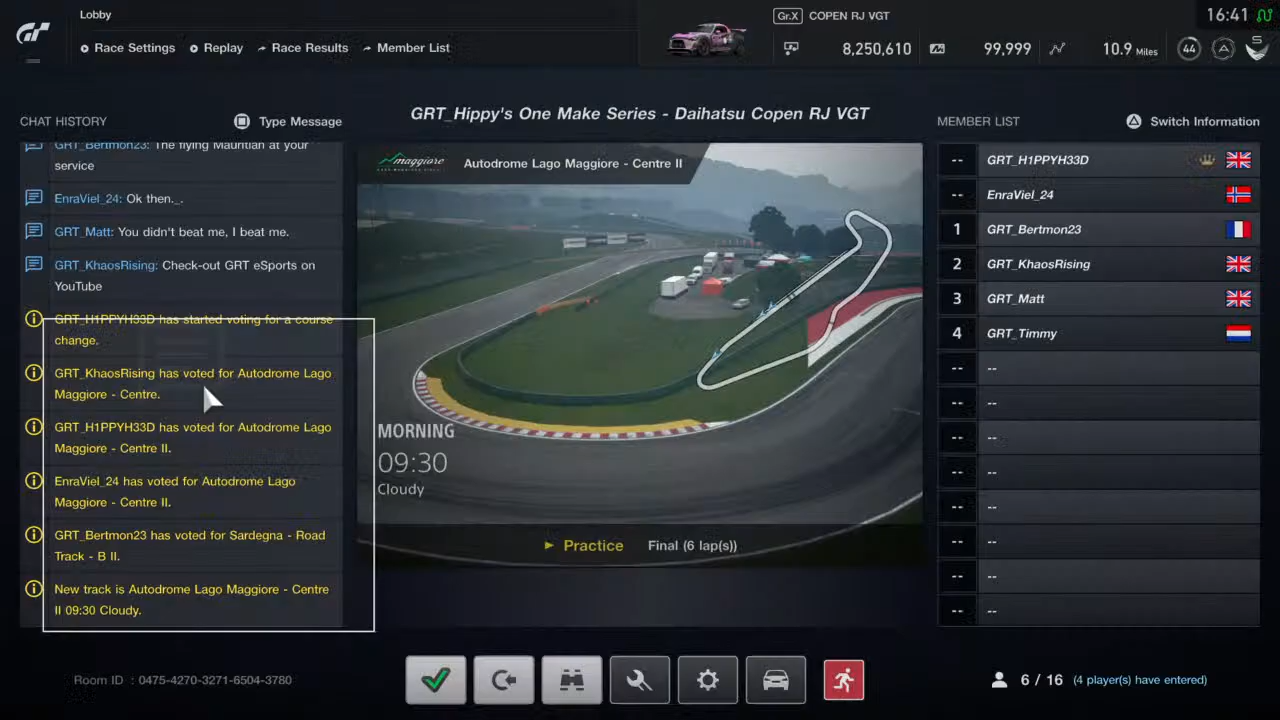 Lobby
Gr.X COPEN RJ VGT
16:41
Race Settings
Replay
Race Results
Member List
8,250,610
99,999
10.9 Miles
44
A
S
GRT_Hippy's One Make Series - Daihatsu Copen RJ VGT
CHAT HISTORY
Type Message
GRT_Bertmon23: The flying Mauntian at your
service
EnraViel_24: Ok then._.
GRT_Matt: You didn't beat me, I beat me.
GRT_KhaosRising: Check-out GRT eSports on
YouTube
GRT_H1PPYH33D has started voting for a course
change.
GRT_KhaosRising has voted for Autodrome Lago
Maggiore - Centre.
GRT_H1PPYH33D has voted for Autodrome Lago
Maggiore - Centre II.
EnraViel_24 has voted for Autodrome Lago
Maggiore - Centre II.
GRT_Bertmon23 has voted for Sardegna - Road
Track - B II.
New track is Autodrome Lago Maggiore - Centre
II 09:30 Cloudy.
maggiore
Autodrome Lago Maggiore - Centre II
MORNING
09:30
Cloudy
Practice
Final (6 lap(s))
MEMBER LIST
Switch Information
-- GRT_H1PPYH33D
-- EnraViel_24
1 GRT_Bertmon23
2 GRT_KhaosRising
3 GRT_Matt
4 GRT_Timmy
-- --
-- --
-- --
-- --
-- --
-- --
-- --
-- --
Room ID : 0475-4270-3271-6504-3780
6 / 16 (4 player(s) have entered)